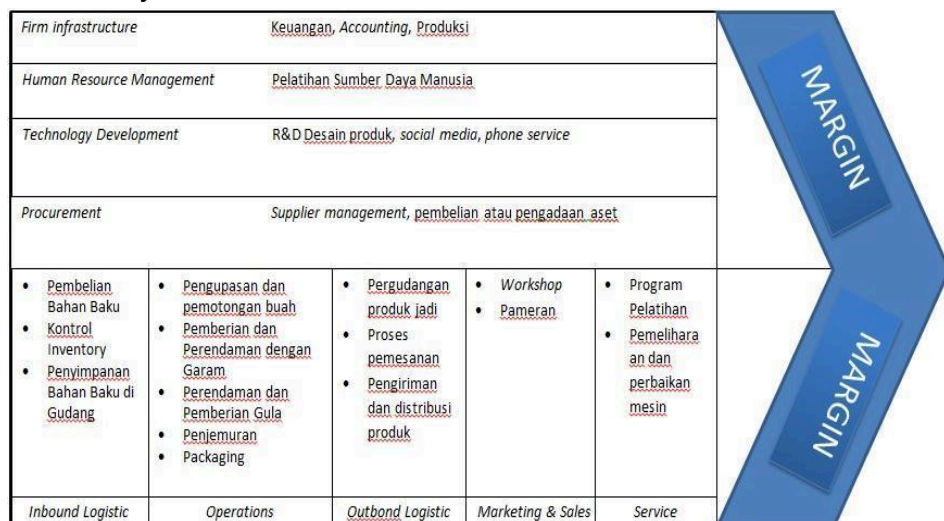 Firm infrastructure Keuangan, Accounting, Produksi
Human Resource Management Pelatihan Sumber Daya Manusia
Technology Development R&D Desain produk, social media, phone service
Procurement Supplier management, pembelian atau pengadaan aset
MARGIN
• Pembelian
Bahan Baku
• Kontrol
Inventory
• Penyimpanan
Bahan Baku di
Gudang
• Pengupasan dan
pemotongan buah
• Pemberian dan
Perendaman dengan
Garam
• Perendaman dan
Pemberian Gula
• Penjemuran
• Packaging
• Pergudangan
produk jadi
• Proses
pemesanan
• Pengiriman
dan distribusi
produk
• Workshop
• Pameran
• Program
Pelatihan
• Pemelihara
an dan
perbaikan
mesin
MARGIN
Inbound Logistic
Operations
Outbond Logistic
Marketing & Sales
Service